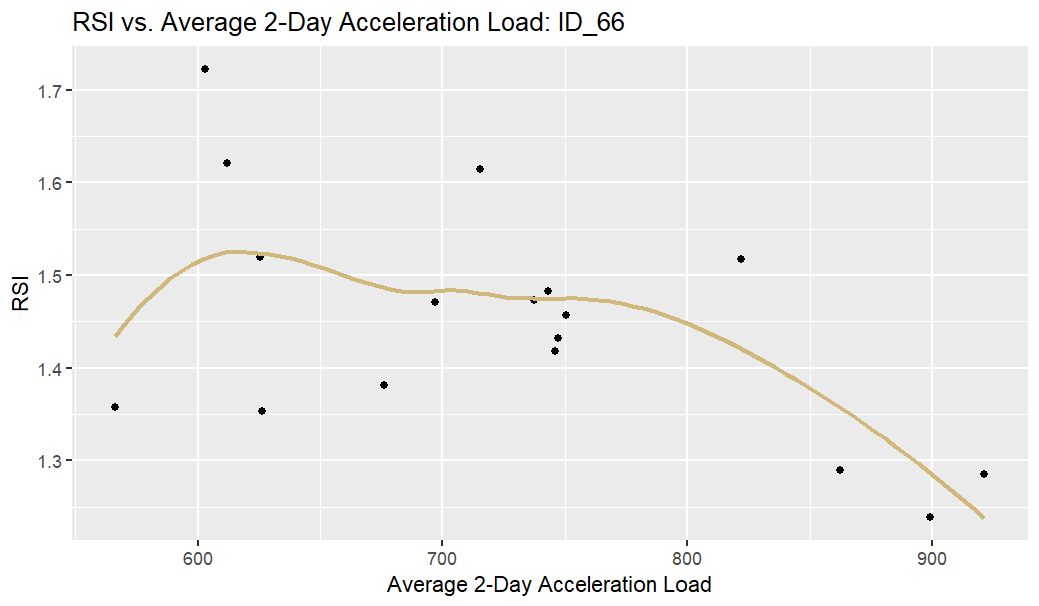 RSI vs. Average 2-Day Acceleration Load: ID_66
1.7
1.6
1.5
1.4
1.3
RSI
600 700 800 900
Average 2-Day Acceleration Load